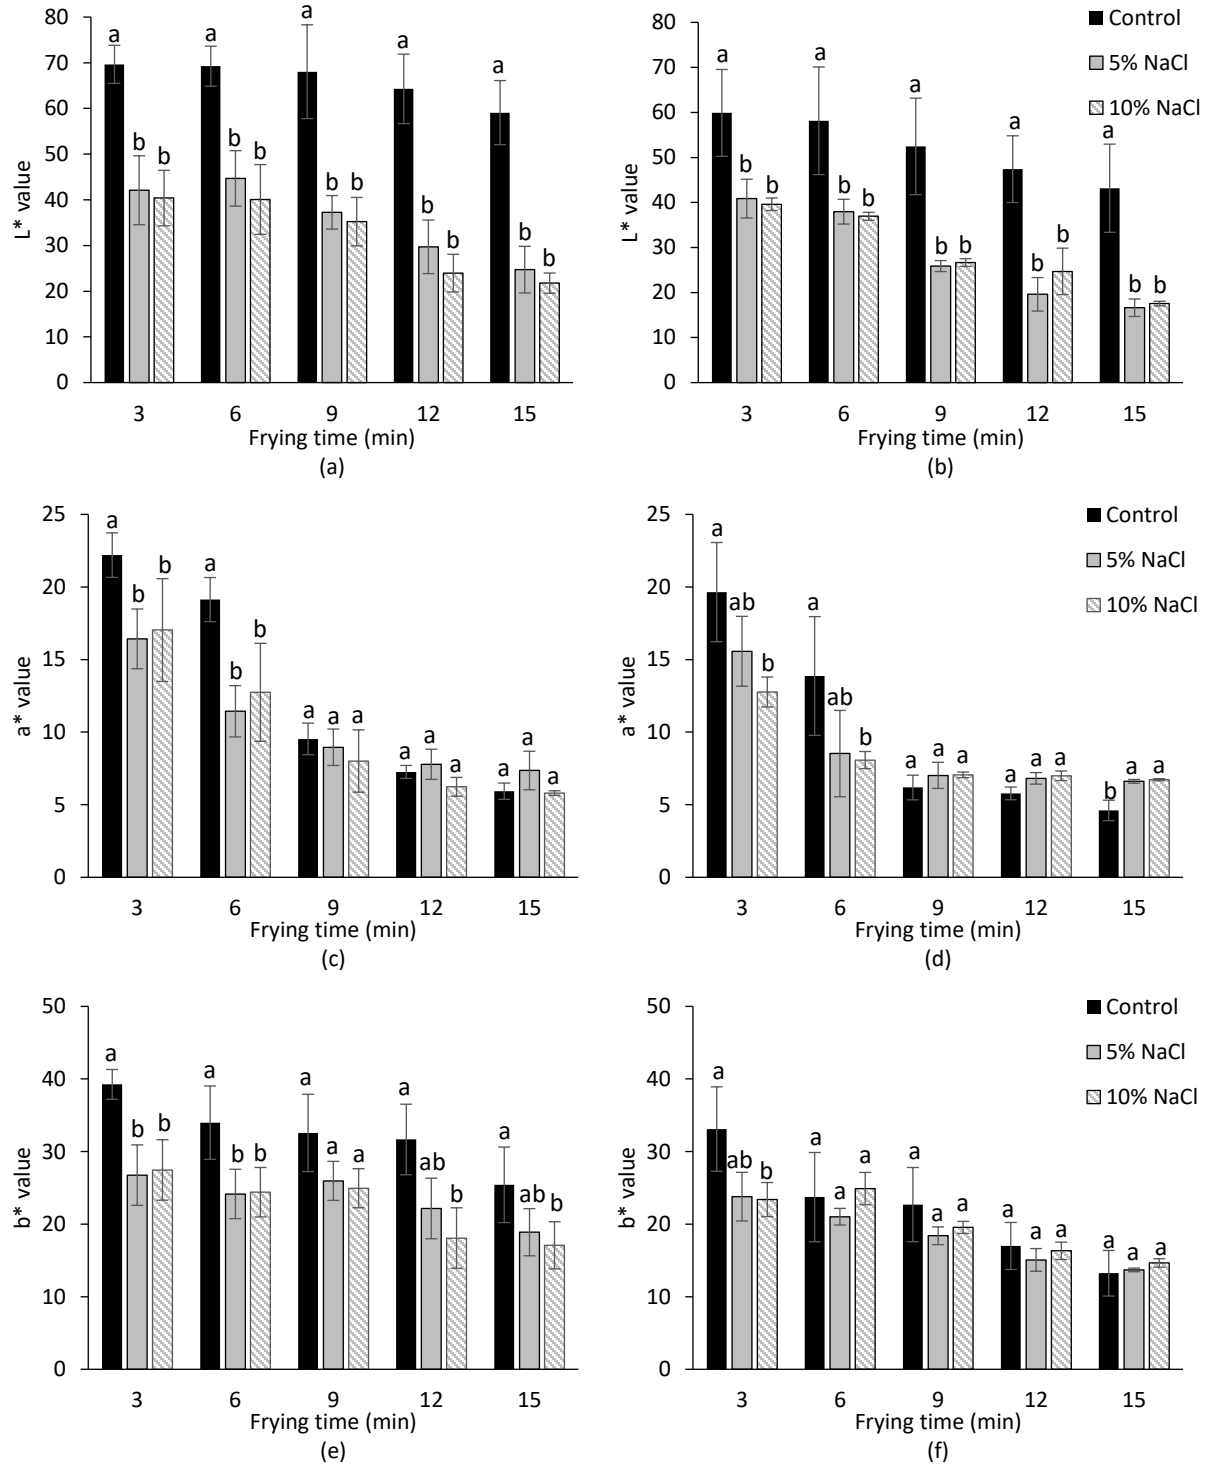 80
70
60
50
40
30
20
10
0
L* value
a
b
b
a
b
b
a
b
b
a
b
b
a
b
b
3 6 9 12 15
Frying time (min)
(a)
80
70
60
50
40
30
20
10
0
L* value
a
b
b
a
b
b
a
b
b
a
b
b
a
b
b
Control
5% NaCl
10% NaCl
3 6 9 12 15
Frying time (min)
(b)
25
20
15
10
5
0
a* value
a
b
b
a
b
b
a
a
a
a
a
a
a
a
a
3 6 9 12 15
Frying time (min)
(c)
25
20
15
10
5
0
a* value
a
ab
b
a
ab
b
a
a
a
a
a
a
b
a
a
Control
5% NaCl
10% NaCl
3 6 9 12 15
Frying time (min)
(d)
50
40
30
20
10
0
b* value
a
b
b
a
b
b
a
a
a
a
ab
b
a
ab
b
3 6 9 12 15
Frying time (min)
(e)
50
40
30
20
10
0
b* value
a
ab
b
a
a
a
a
a
a
a
a
a
a
a
a
Control
5% NaCl
10% NaCl
3 6 9 12 15
Frying time (min)
(f)